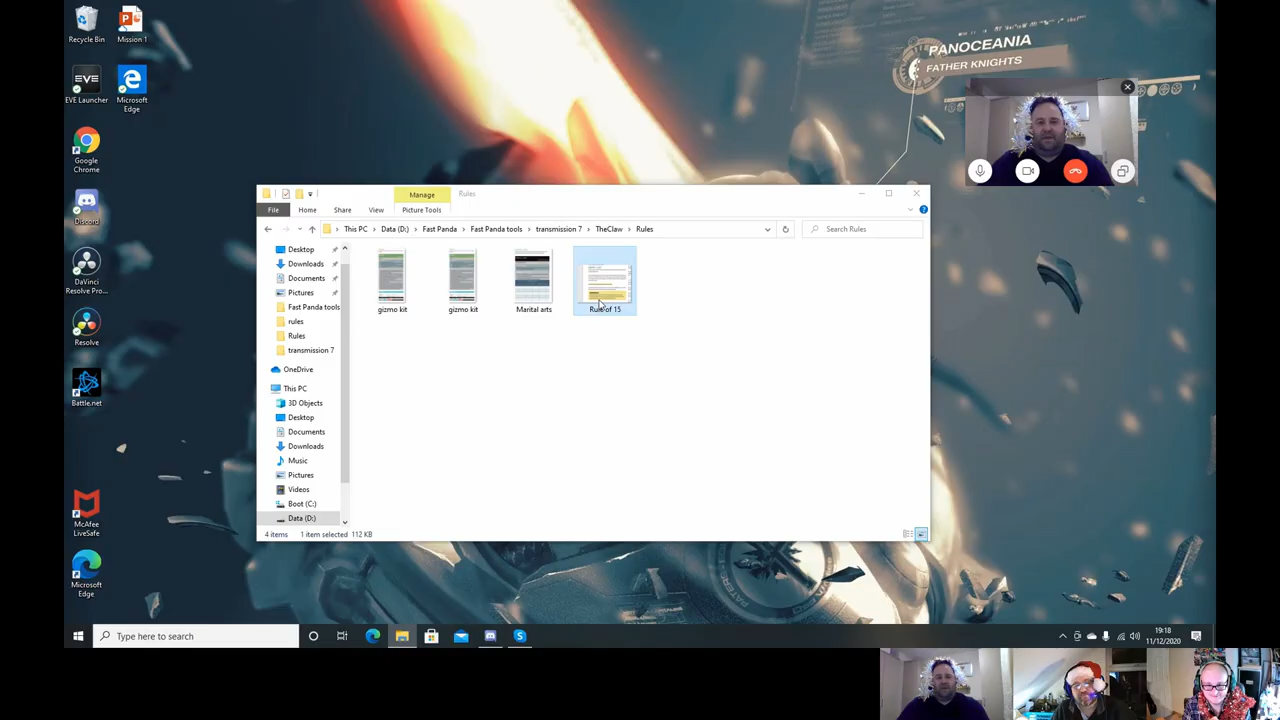 Recycle Bin
Mission 1
PANOCEANIA
FATHER KNIGHTS
EVE
EVE Launcher
Microsoft
Edge
Google
Chrome
Discord
DaVinci
Resolve Pro...
Resolve
Battle.net
McAfee
LiveSafe
Microsoft
Edge
Manage
Rules
File
Home
Share
View
Picture Tools
This PC
Data (D:)
Fast Panda
Fast Panda tools
transmission 7
TheClaw
Rules
Search Rules
Desktop
Downloads
Documents
Pictures
Fast Panda tools
rules
Rules
transmission 7
OneDrive
This PC
3D Objects
Desktop
Documents
Downloads
Music
Pictures
Videos
Boot (C:)
Data (D:)
gizmo kit
gizmo kit
Marital arts
Rule of 15
4 items
1 item selected 112 KB
Type here to search
19:18
11/12/2020